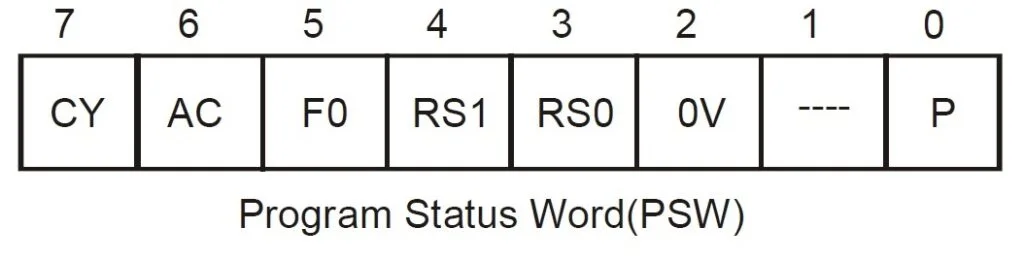 7 6 5 4 3 2 1 0
CY AC F0 RS1 RS0 0V ---- P
Program Status Word(PSW)